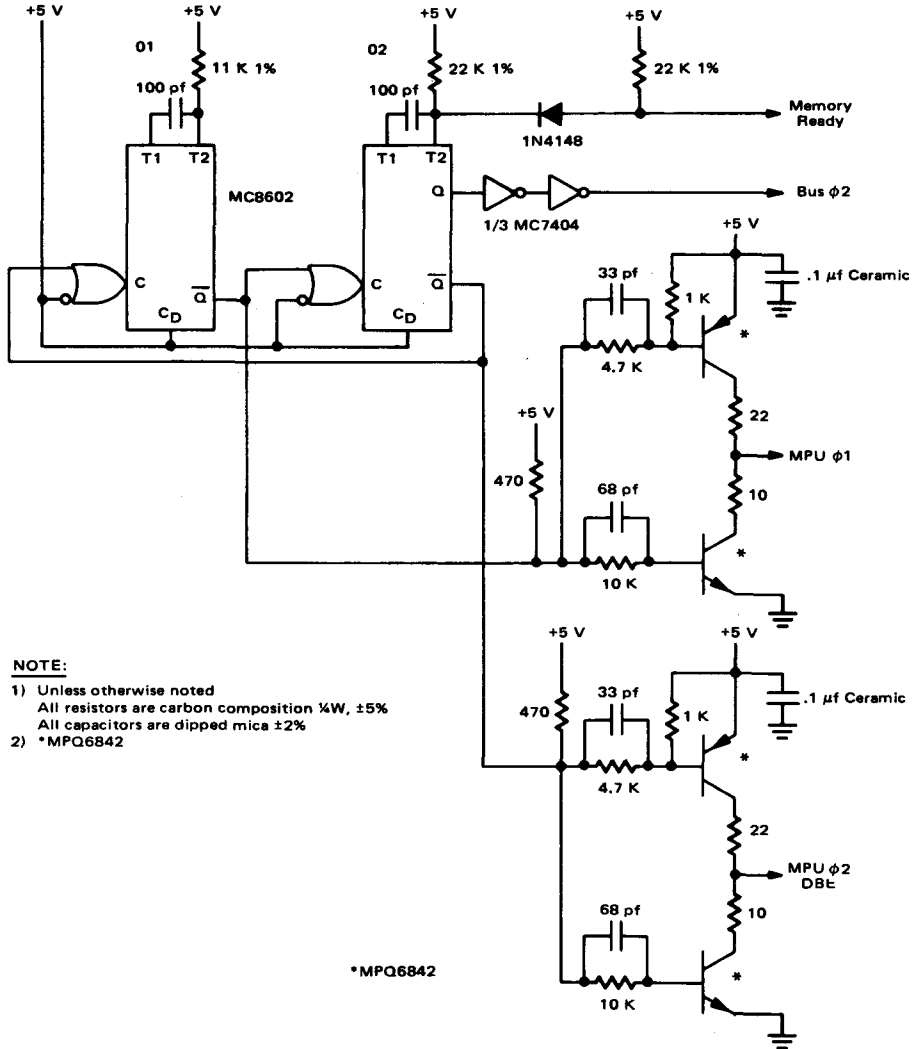 +5 V
+5 V
+5 V
+5 V
01
11 K 1%
02
22 K 1%
22 K 1%
100 pf
100 pf
Memory
Ready
1N4148
T1
T2
T1
T2
MC8602
Q
Bus ϕ2
1/3 MC7404
C
Q̅
C
Q̅
CD
CD
+5 V
33 pf
.1 µf Ceramic
1 K
*
4.7 K
22
+5 V
MPU ϕ1
470
68 pf
10
*
10 K
+5 V
+5 V
NOTE:
1) Unless otherwise noted
All resistors are carbon composition ¼W, ±5%
All capacitors are dipped mica ±2%
2) *MPQ6842
470
33 pf
1 K
.1 µf Ceramic
*
4.7 K
22
MPU ϕ2
DBE
10
68 pf
*MPQ6842
*
10 K